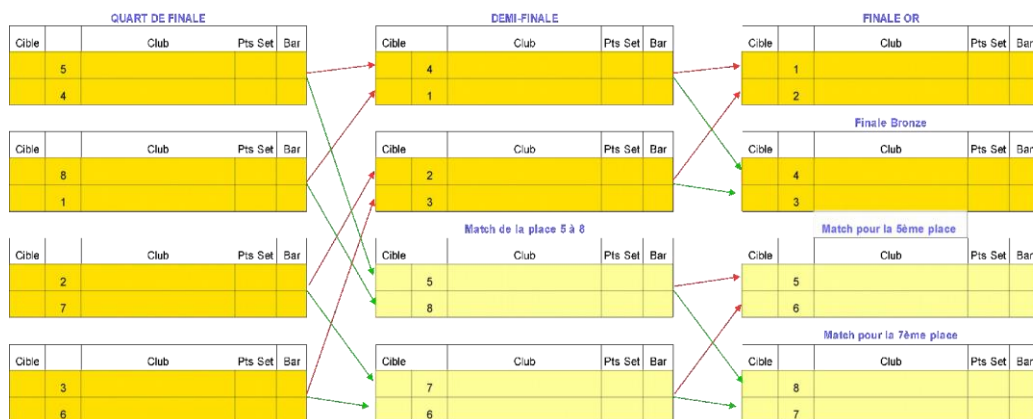 QUART DE FINALE DEMI-FINALE FINALE OR
Cible Club Pts Set Bar Cible Club Pts Set Bar Cible Club Pts Set Bar
5 4 1
4 1 2
Finale Bronze
Cible Club Pts Set Bar Cible Club Pts Set Bar Cible Club Pts Set Bar
8 2 4
1 3 3
Match de la place 5 à 8 Match pour la 5ème place
Cible Club Pts Set Bar Cible Club Pts Set Bar Cible Club Pts Set Bar
2 5 5
7 8 6
Match pour la 7ème place
Cible Club Pts Set Bar Cible Club Pts Set Bar Cible Club Pts Set Bar
3 7 8
6 6 7